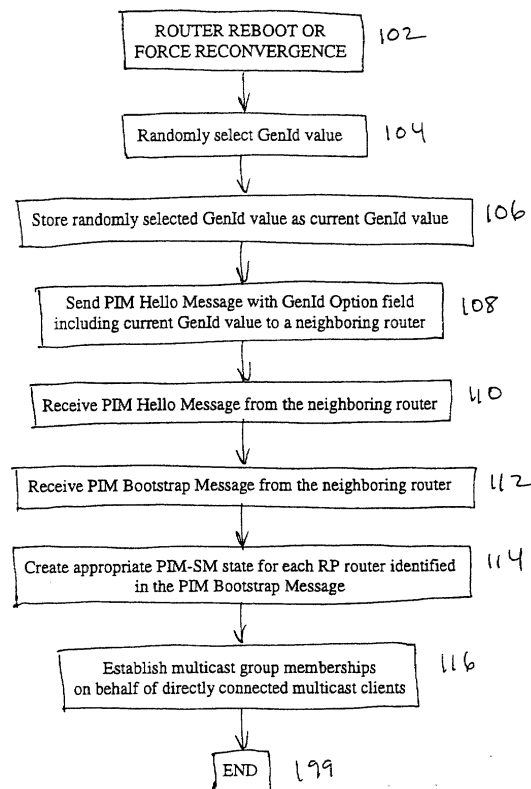 ROUTER REBOOT OR
FORCE RECONVERGENCE
102
Randomly select GenId value
104
Store randomly selected GenId value as current GenId value
106
Send PIM Hello Message with GenId Option field
including current GenId value to a neighboring router
108
Receive PIM Hello Message from the neighboring router
110
Receive PIM Bootstrap Message from the neighboring router
112
Create appropriate PIM-SM state for each RP router identified
in the PIM Bootstrap Message
114
Establish multicast group memberships
on behalf of directly connected multicast clients
116
END
199